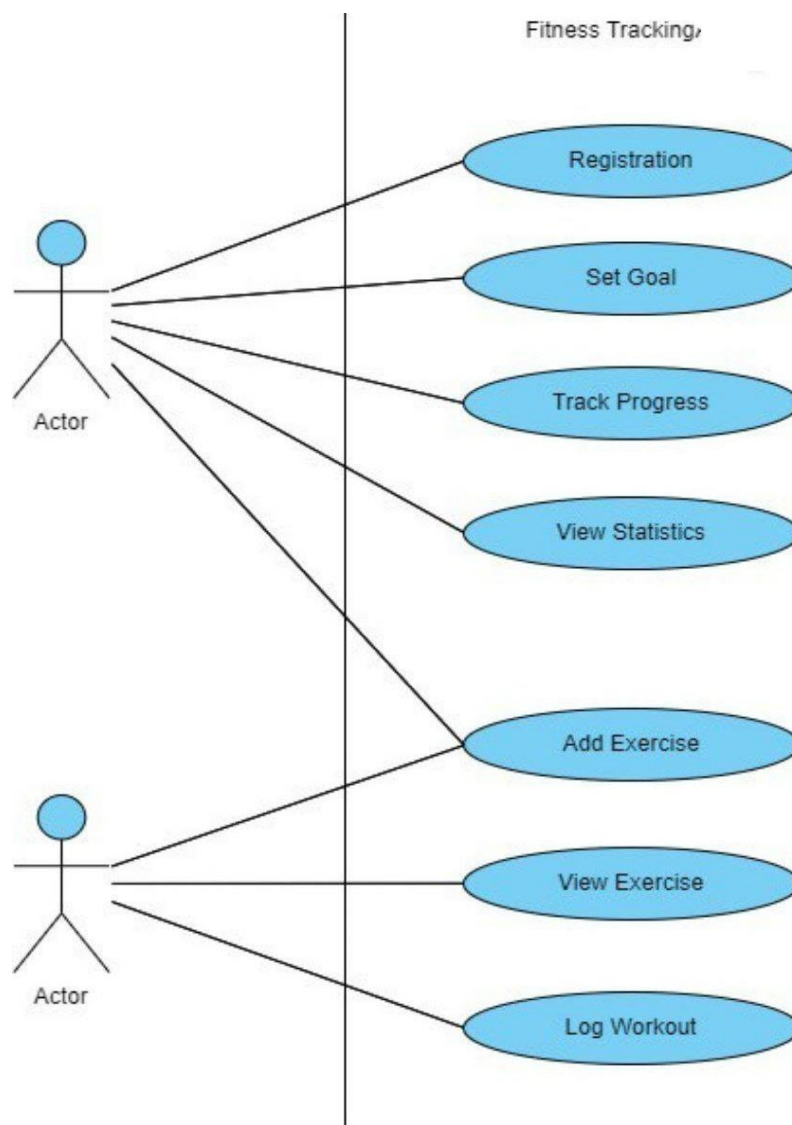 Fitness Tracking
Registration
Set Goal
Track Progress
Actor
View Statistics
Add Exercise
View Exercise
Actor
Log Workout